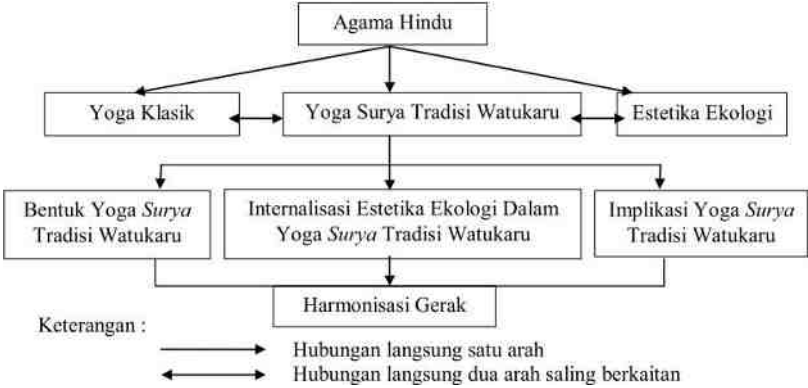 Agama Hindu
Yoga Klasik
Yoga Surya Tradisi Watukaru
Estetika Ekologi
Bentuk Yoga Surya
Tradisi Watukaru
Internalisasi Estetika Ekologi Dalam
Yoga Surya Tradisi Watukaru
Implikasi Yoga Surya
Tradisi Watukaru
Harmonisasi Gerak
Keterangan :
Hubungan langsung satu arah
Hubungan langsung dua arah saling berkaitan